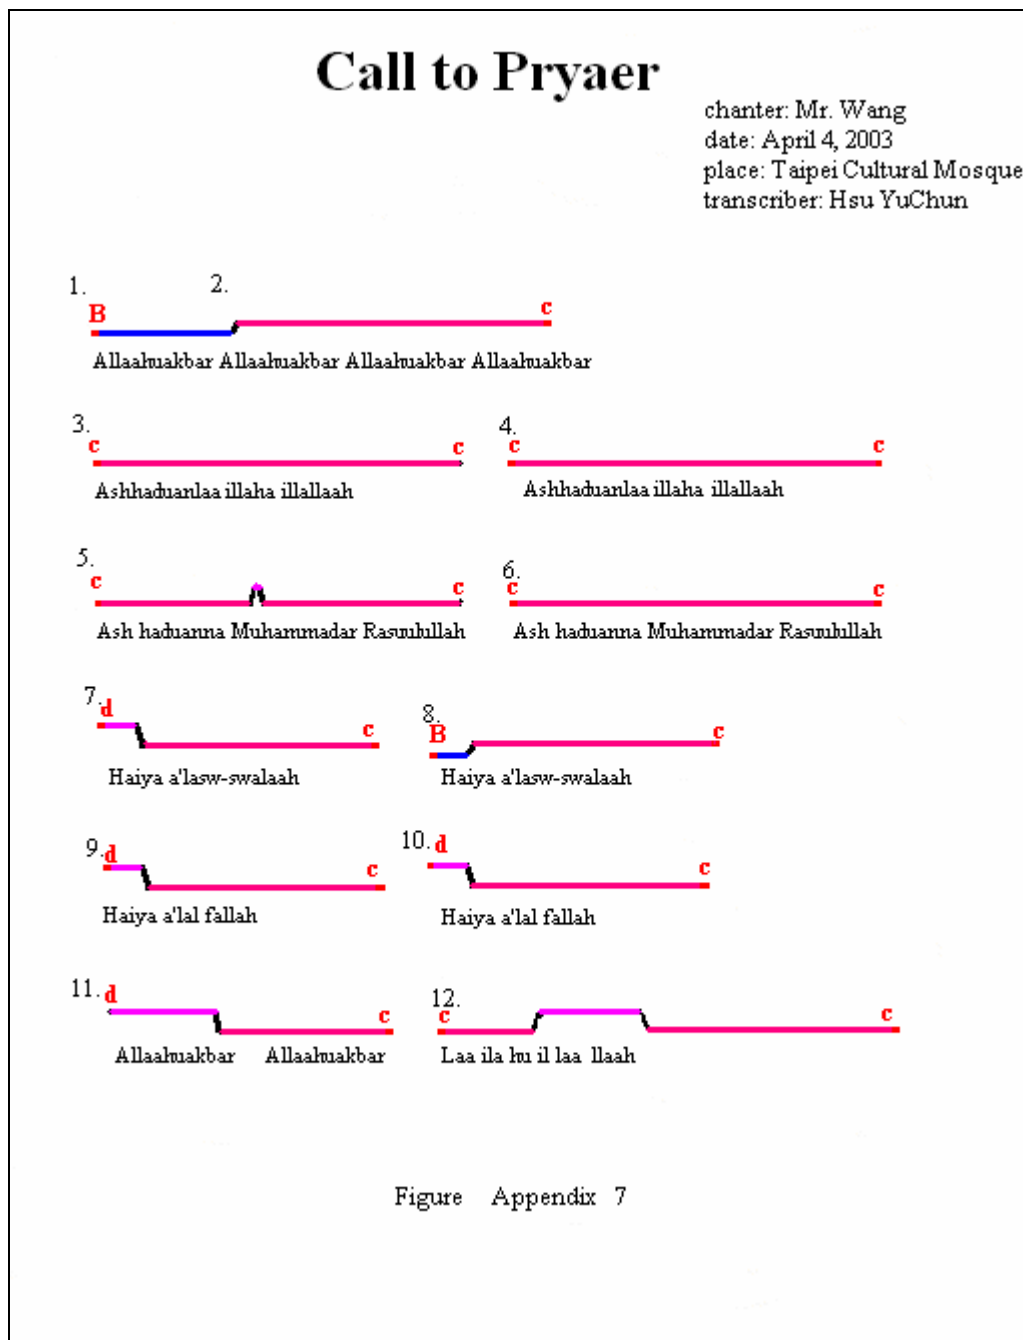 Call to Pryaer
chanter: Mr. Wang
date: April 4, 2003
place: Taipei Cultural Mosque
transcriber: Hsu YuChun
1. 2.
B c
Allaahuakbar Allaahuakbar Allaahuakbar Allaahuakbar
3. 4.
c c c c
Ashhaduanlaa illaha illallaah Ashhaduanlaa illaha illallaah
5. 6.
c c c c
Ash haduanna Muhammadar Rasuulullah Ash haduanna Muhammadar Rasuulullah
7. 8.
d c B c
Haiya a'lasw-swalaah Haiya a'lasw-swalaah
9. 10.
d c d c
Haiya a'lal fallah Haiya a'lal fallah
11. 12.
d c c c
Allaahuakbar Allaahuakbar Laa ila hu il laa llaah
Figure Appendix 7